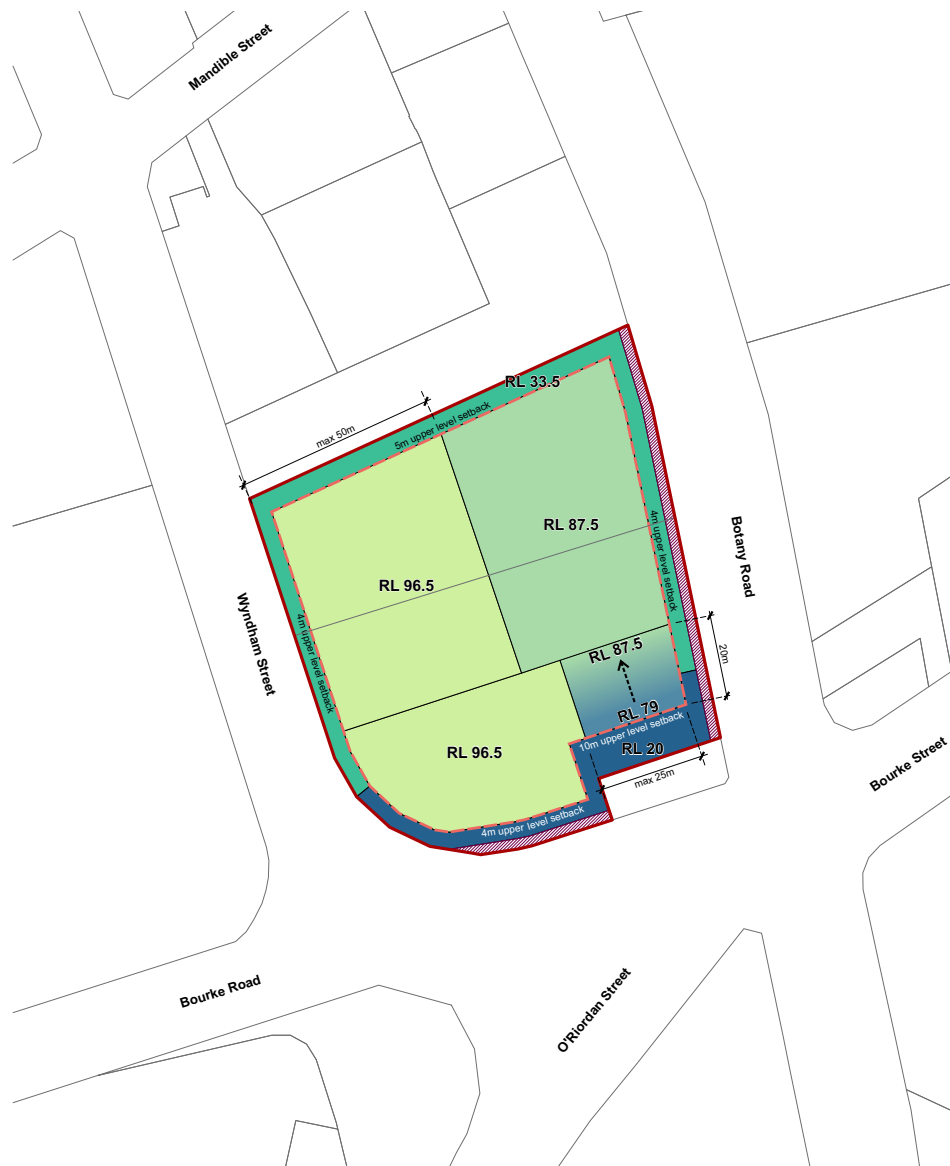 Mandible Street
RL 33.5
max 50m
5m upper level setback
RL 87.5
4m upper level setback
Botany Road
RL 96.5
Wyndham Street
4m upper level setback
RL 87.5
20m
RL 79
10m upper level setback
RL 20
RL 96.5
max 25m
Bourke Street
4m upper level setback
Bourke Road
O'Riordan Street